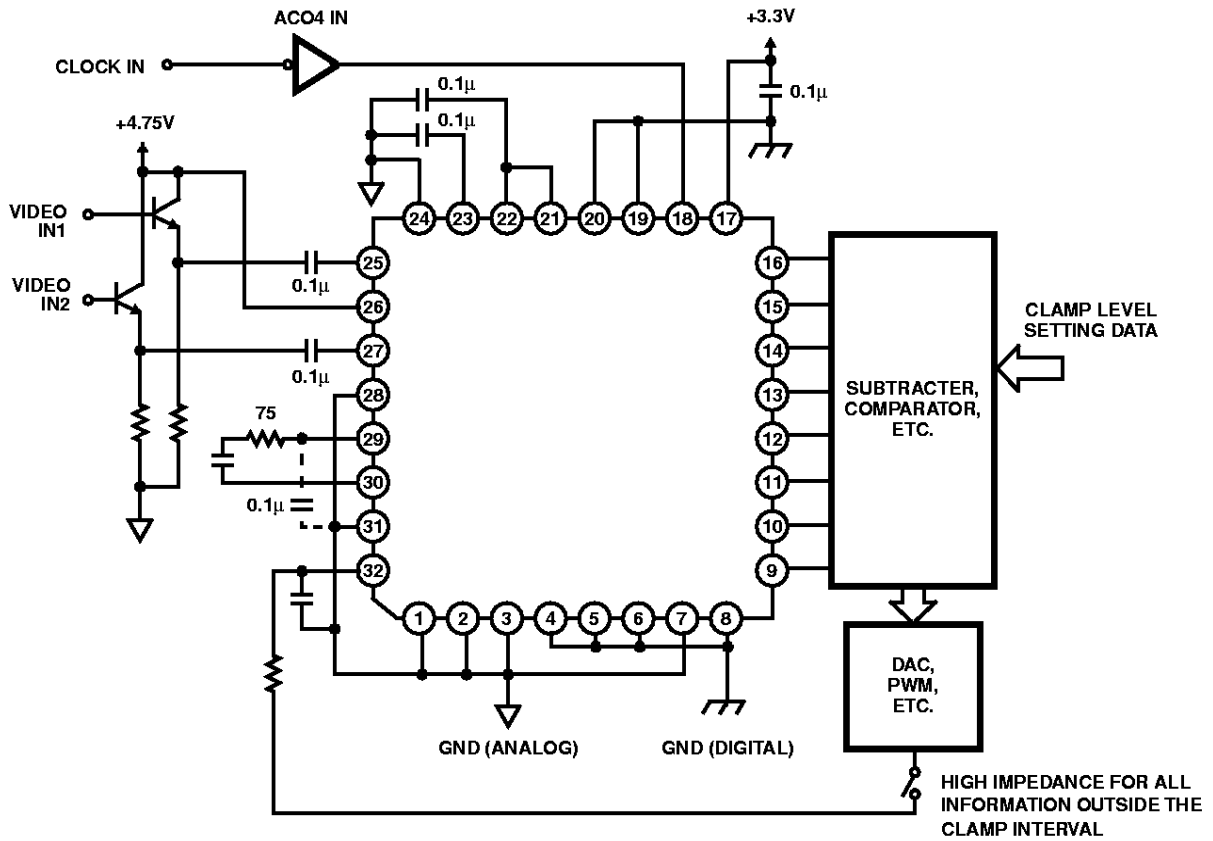 ACO4 IN
+3.3V
CLOCK IN
0.1µ
0.1µ
0.1µ
+4.75V
VIDEO
IN1
24 23 22 21 20 19 18 17
25
16
0.1µ
VIDEO
IN2
26
15
CLAMP LEVEL
SETTING DATA
27
14
0.1µ
28
13
SUBTRACTER,
COMPARATOR,
ETC.
75
29
12
30
11
0.1µ
31
10
32
9
1 2 3 4 5 6 7 8
DAC,
PWM,
ETC.
GND (ANALOG)
GND (DIGITAL)
HIGH IMPEDANCE FOR ALL
INFORMATION OUTSIDE THE
CLAMP INTERVAL